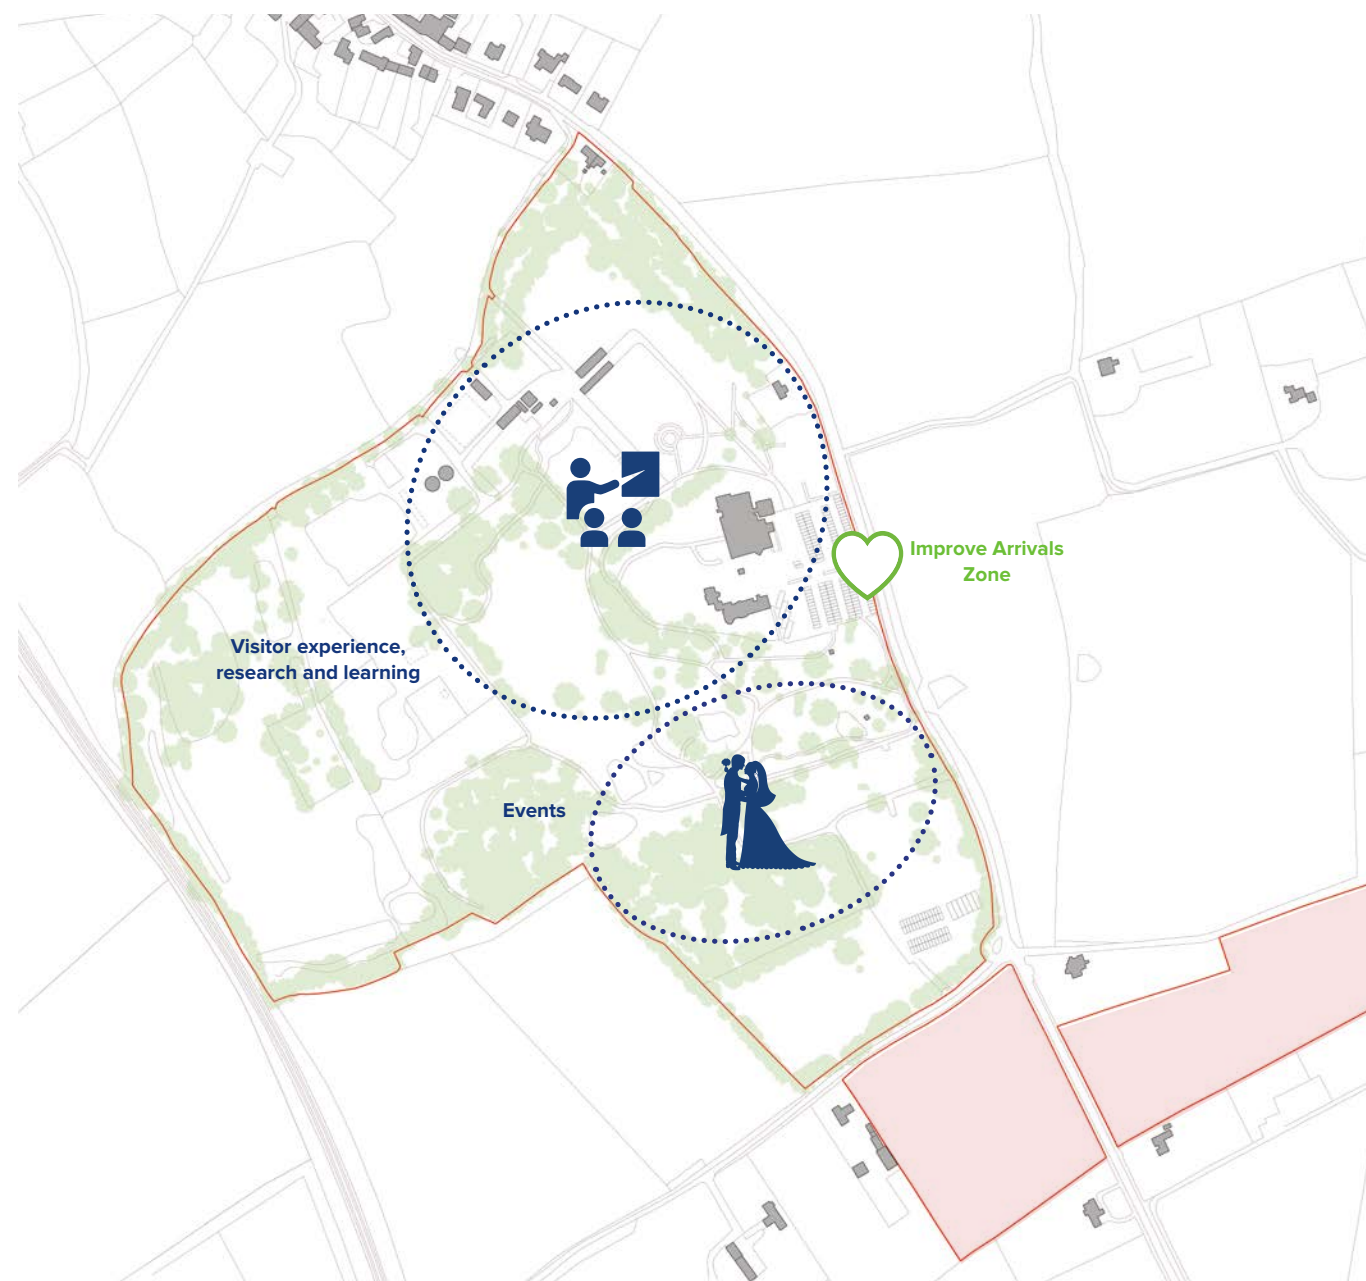 Improve Arrivals
Zone
Visitor experience,
research and learning
Events